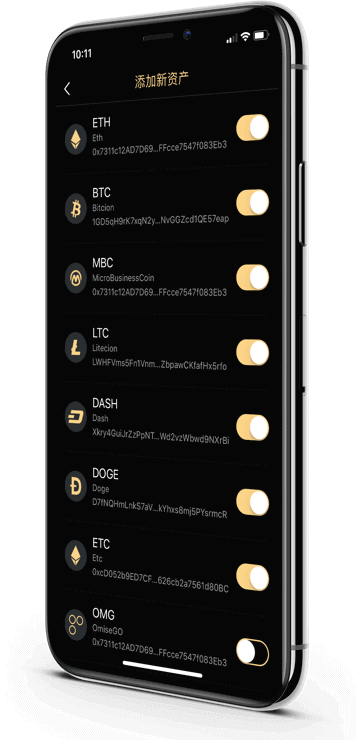 10:11
添加新资产
ETH
Eth
0x7311c12AD7D69...FFcce7547f083Eb3
BTC
Bitcion
1GD5qH9rK7xqN2y...NvGGZcd1QE57eap
MBC
MicroBusinessCoin
0x7311c12AD7D69...FFcce7547f083Eb3
LTC
Litecion
LWHFVms5Fn1Vnm...ZbpawCKfafHx5rfo
DASH
Dash
Xkry4GuiJrZzPpNT...Wd2vzWbwd9NXrBi
DOGE
Doge
D7fNQHmLnkS7aV...kYhxs8mj5PYsrmcR
ETC
Etc
0xcD052b9ED7CF...626cb2a7561d80BC
OMG
OmiseGO
0x7311c12AD7D69...FFcce7547f083Eb3